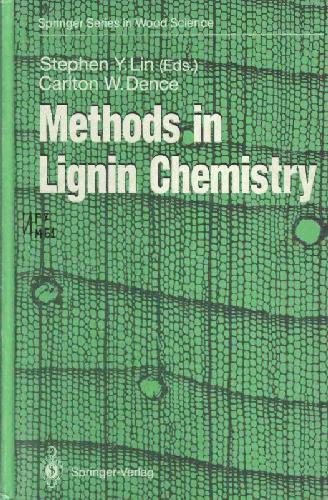 Springer Series in Wood Science
Stephen Y. Lin (Eds.)
Carlton W. Dence
Methods in
Lignin Chemistry
Springer-Verlag